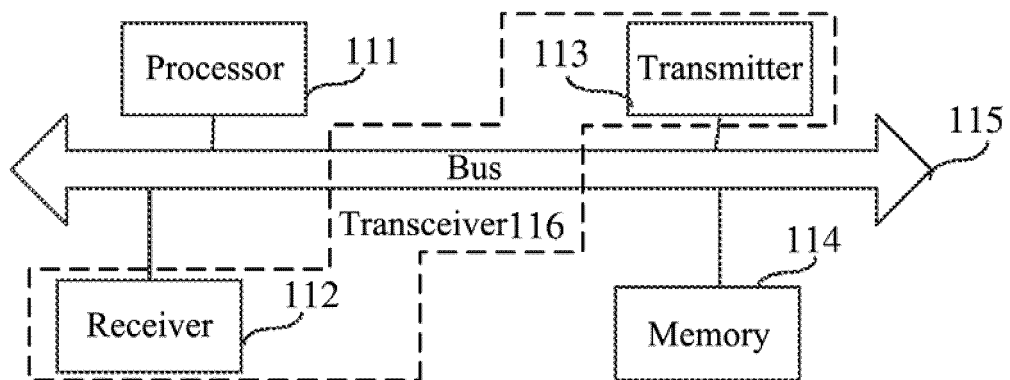 Processor
111
113
Transmitter
115
Bus
Transceiver116
114
112
Receiver
Memory